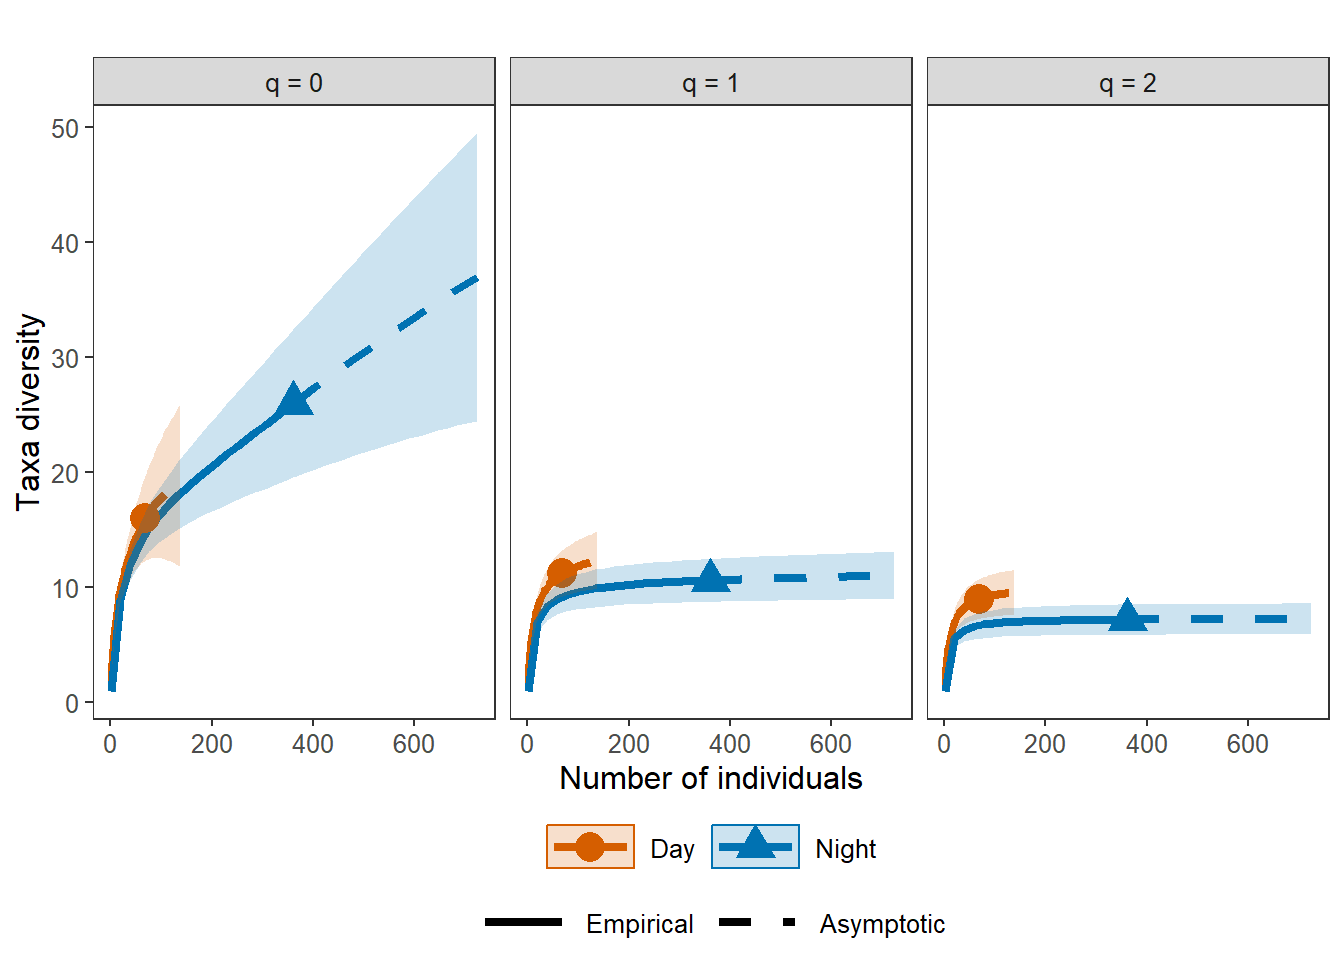 q = 0
q = 1
q = 2
50
40
30
20
10
0
Taxa diversity
0 200 400 600
0 200 400 600
0 200 400 600
Number of individuals
Day
Night
Empirical
Asymptotic